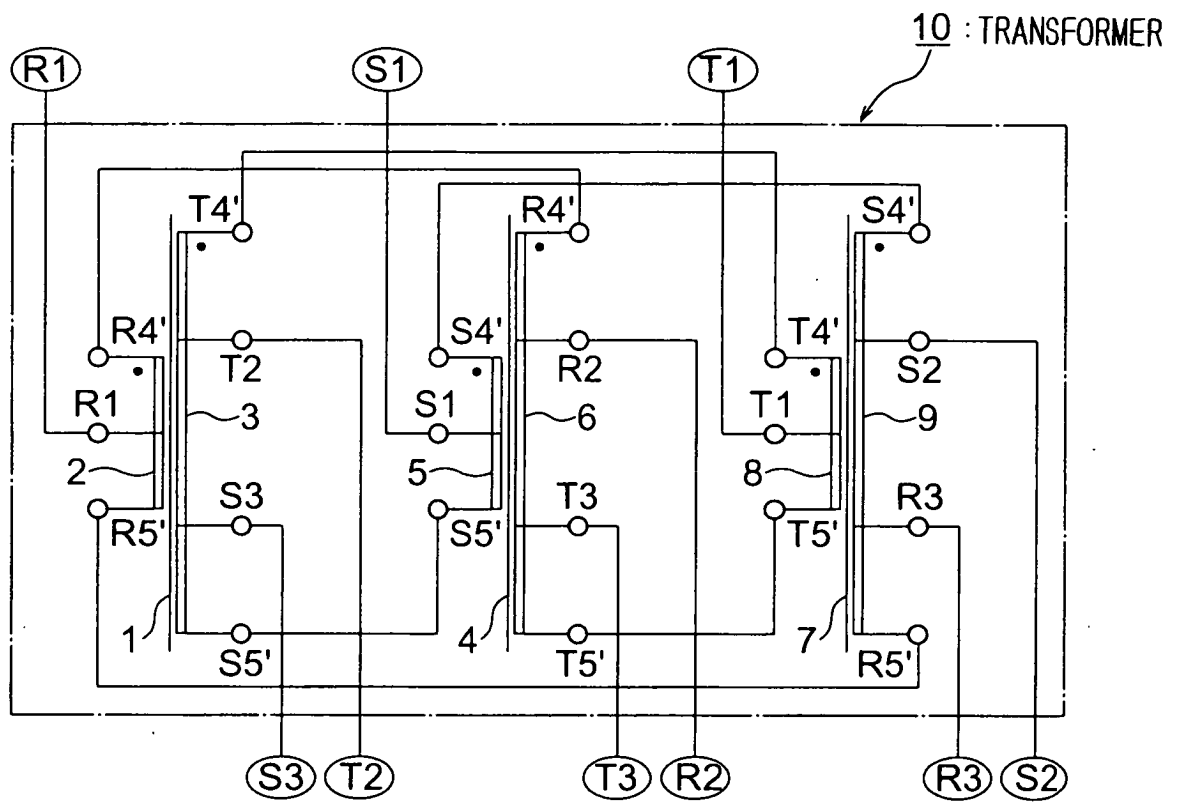 10 : TRANSFORMER
R1 S1 T1
T4' R4' S4'
R4' S4' T4'
T2 R2 S2
R1 3 S1 6 T1 9
2 5 8
S3 T3 R3
R5' S5' T5'
1 4 7
S5' T5' R5'
S3 T2 T3 R2 R3 S2